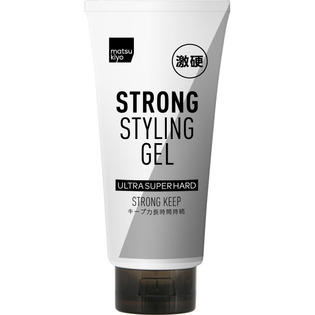 matsu
kiyo
激硬
STRONG
STYLING
GEL
ULTRA SUPER HARD
STRONG KEEP
キープ力長時間持続